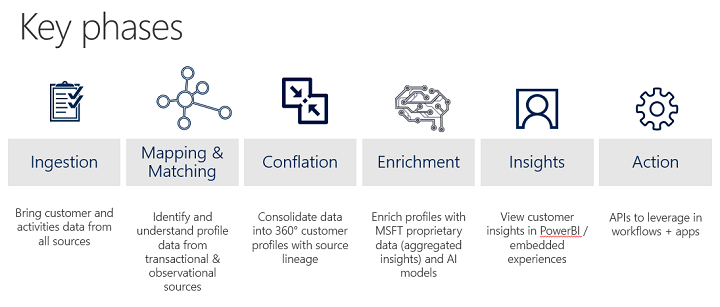 Key phases
Ingestion
Mapping &
Matching
Conflation
Enrichment
Insights
Action
Bring customer and
activities data from
all sources
Identify and
understand profile
data from
transactional &
observational
sources
Consolidate data
into 360° customer
profiles with source
lineage
Enrich profiles with
MSFT proprietary
data (aggregated
insights) and AI
models
View customer
insights in PowerBI /
embedded
experiences
APIs to leverage in
workflows + apps